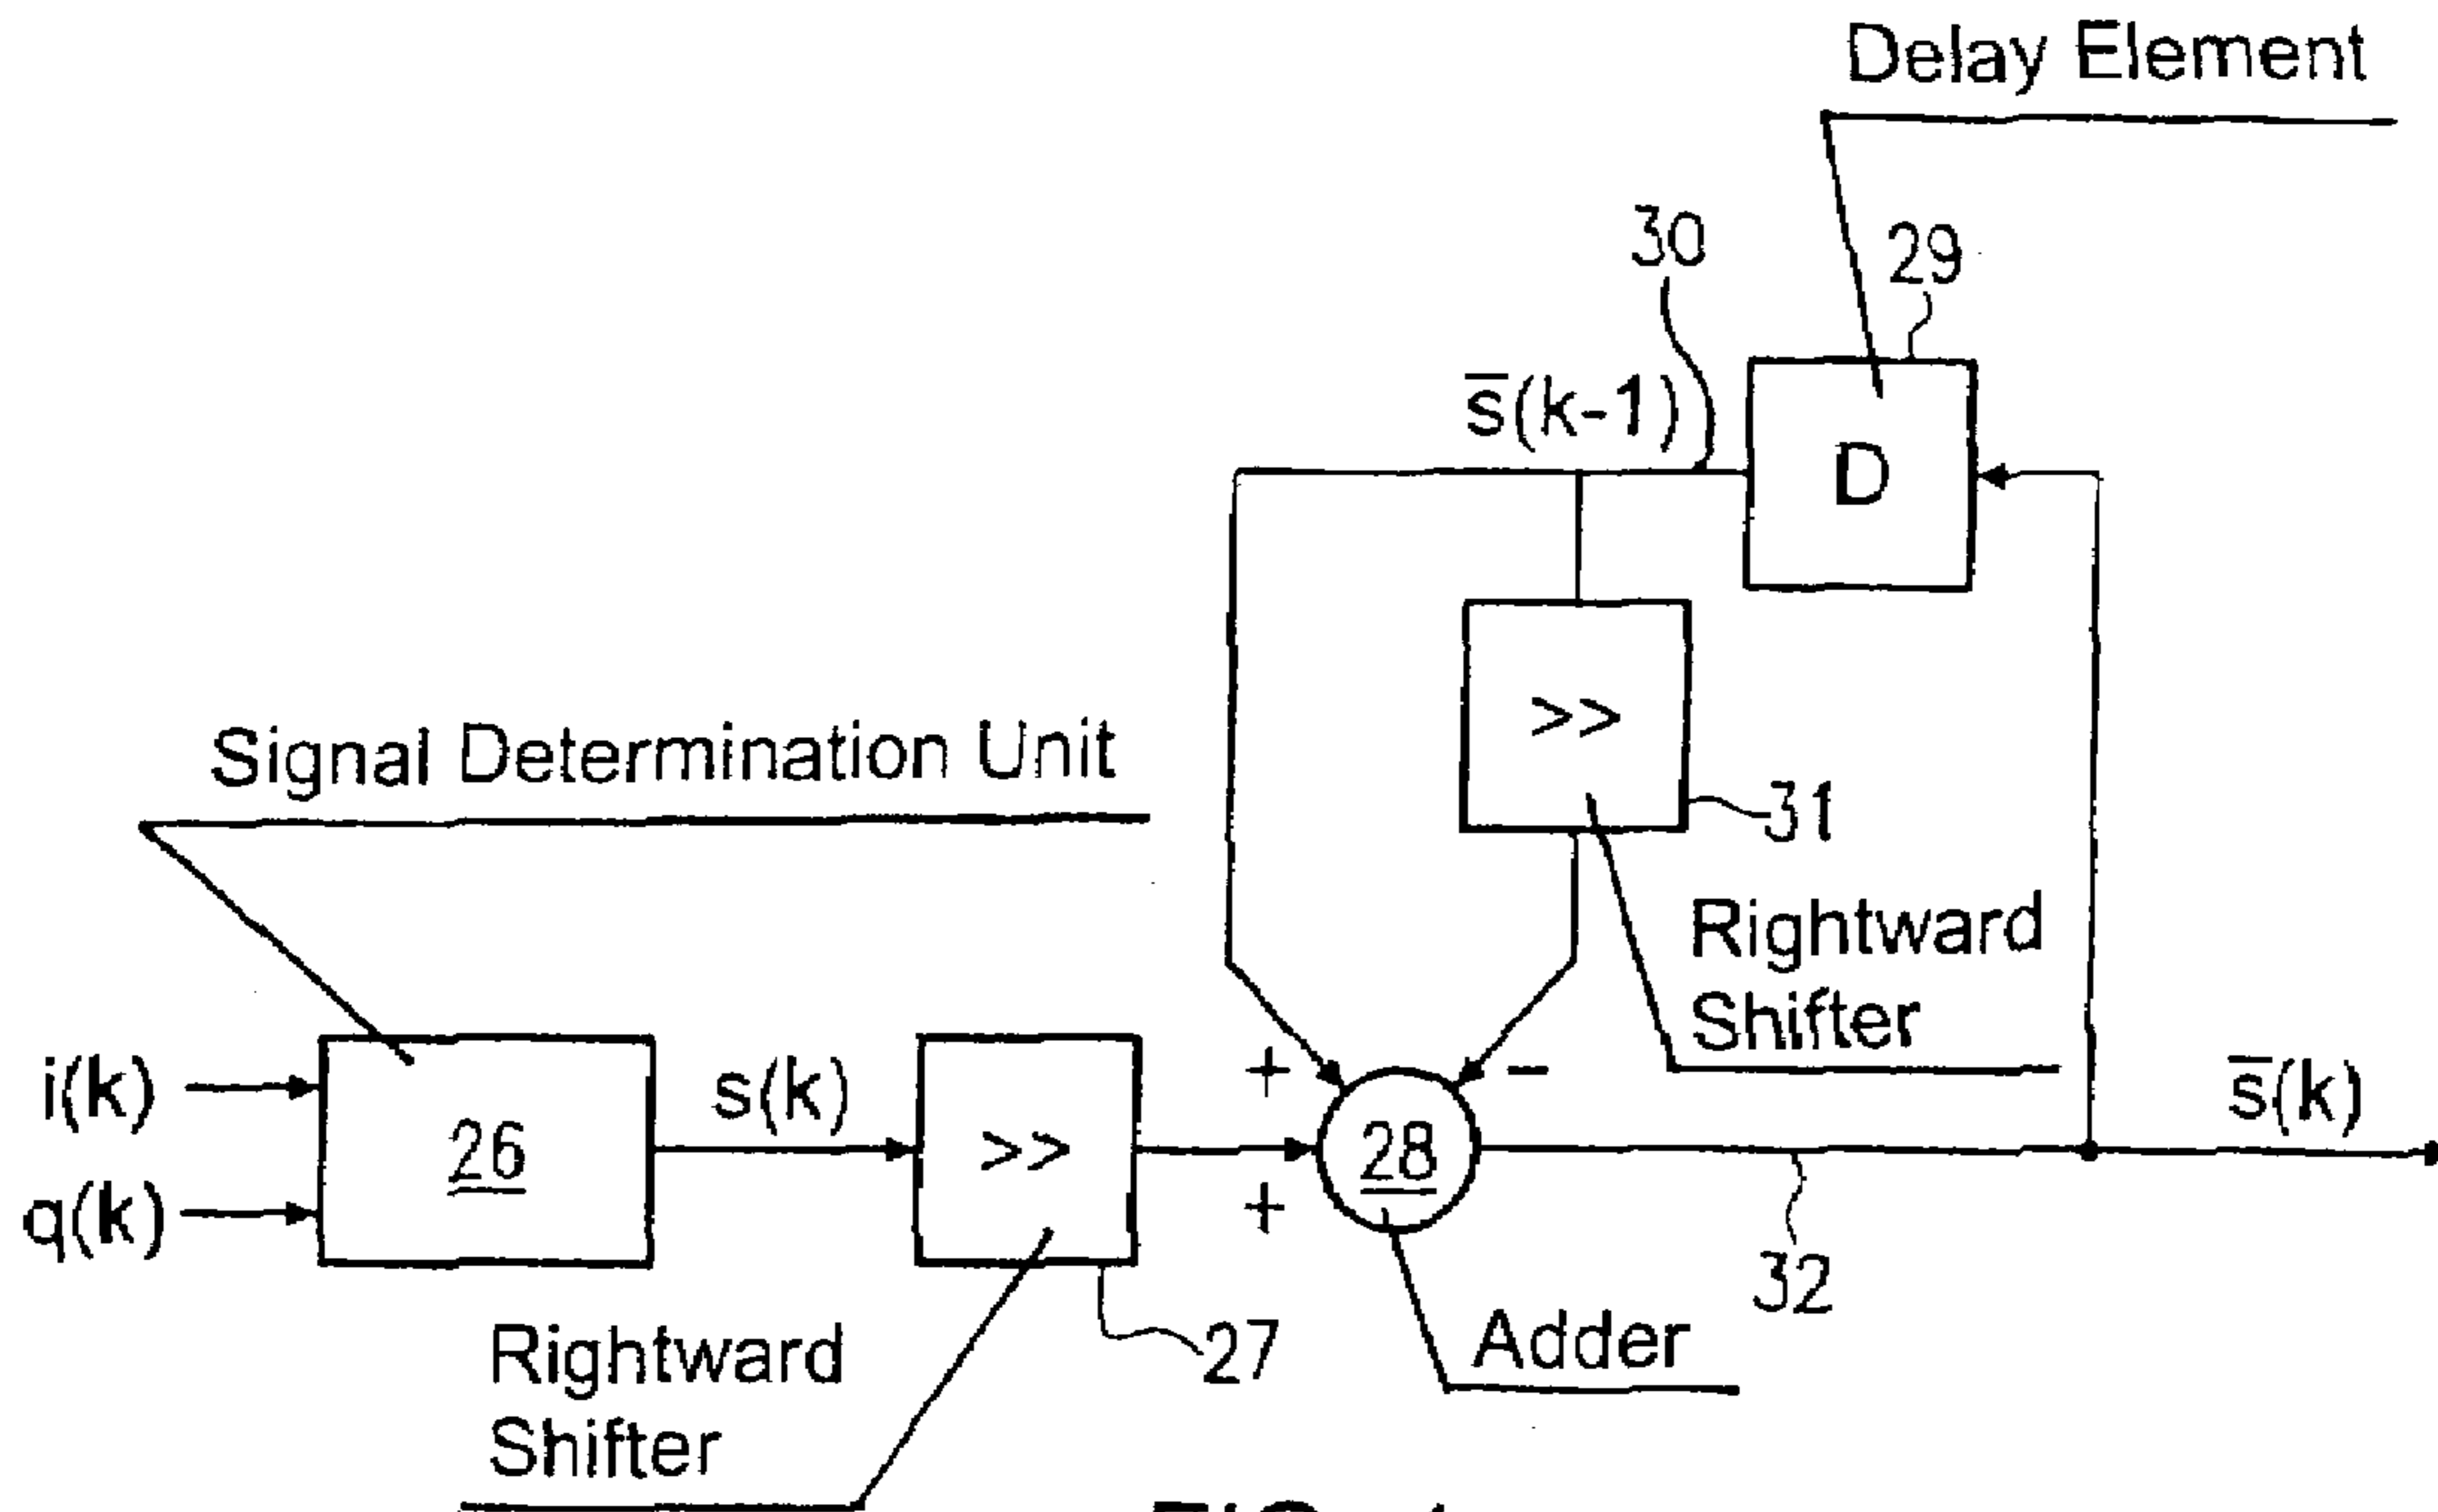 Delay Element
30
29
s̅(k-1)
D
>>
31
Signal Determination Unit
Rightward
Shifter
i(k)
q(k)
26
s(k)
>>
+
+
−
28
s̅(k)
32
27
Adder
Rightward
Shifter